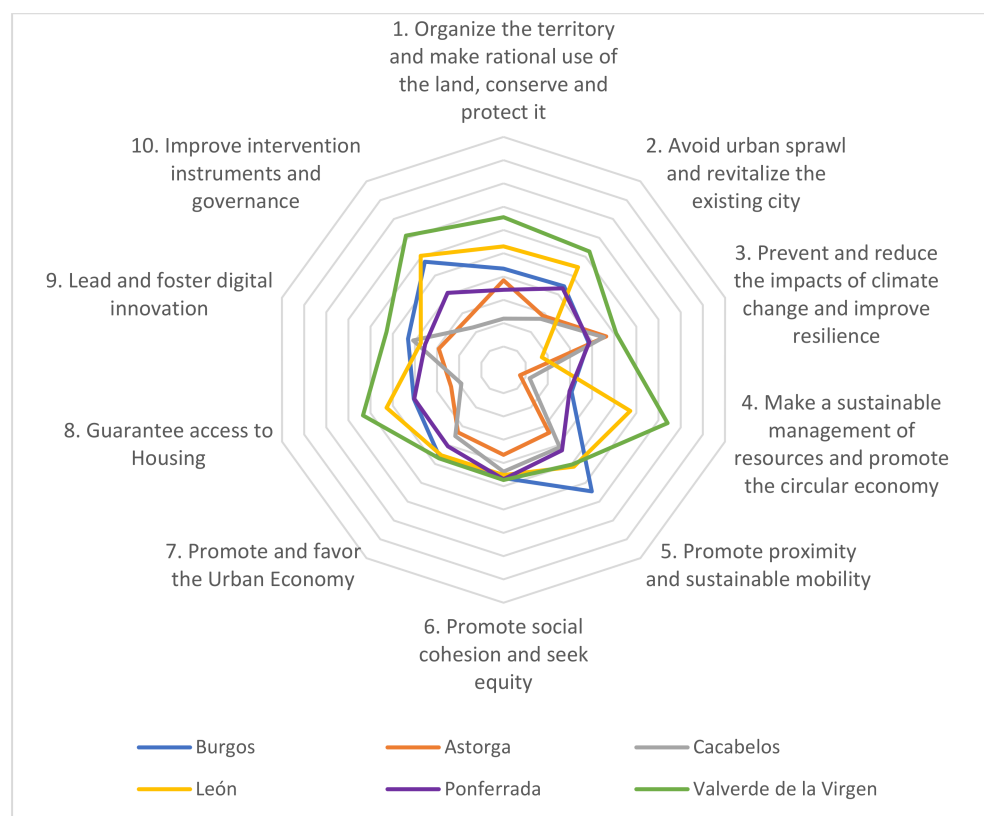 1. Organize the territory
and make rational use of
the land, conserve and
protect it
10. Improve intervention
instruments and
governance
2. Avoid urban sprawl
and revitalize the
existing city
9. Lead and foster digital
innovation
3. Prevent and reduce
the impacts of climate
change and improve
resilience
8. Guarantee access to
Housing
4. Make a sustainable
management of
resources and promote
the circular economy
7. Promote and favor
the Urban Economy
5. Promote proximity
and sustainable mobility
6. Promote social
cohesion and seek
equity
Burgos
Astorga
Cacabelos
León
Ponferrada
Valverde de la Virgen